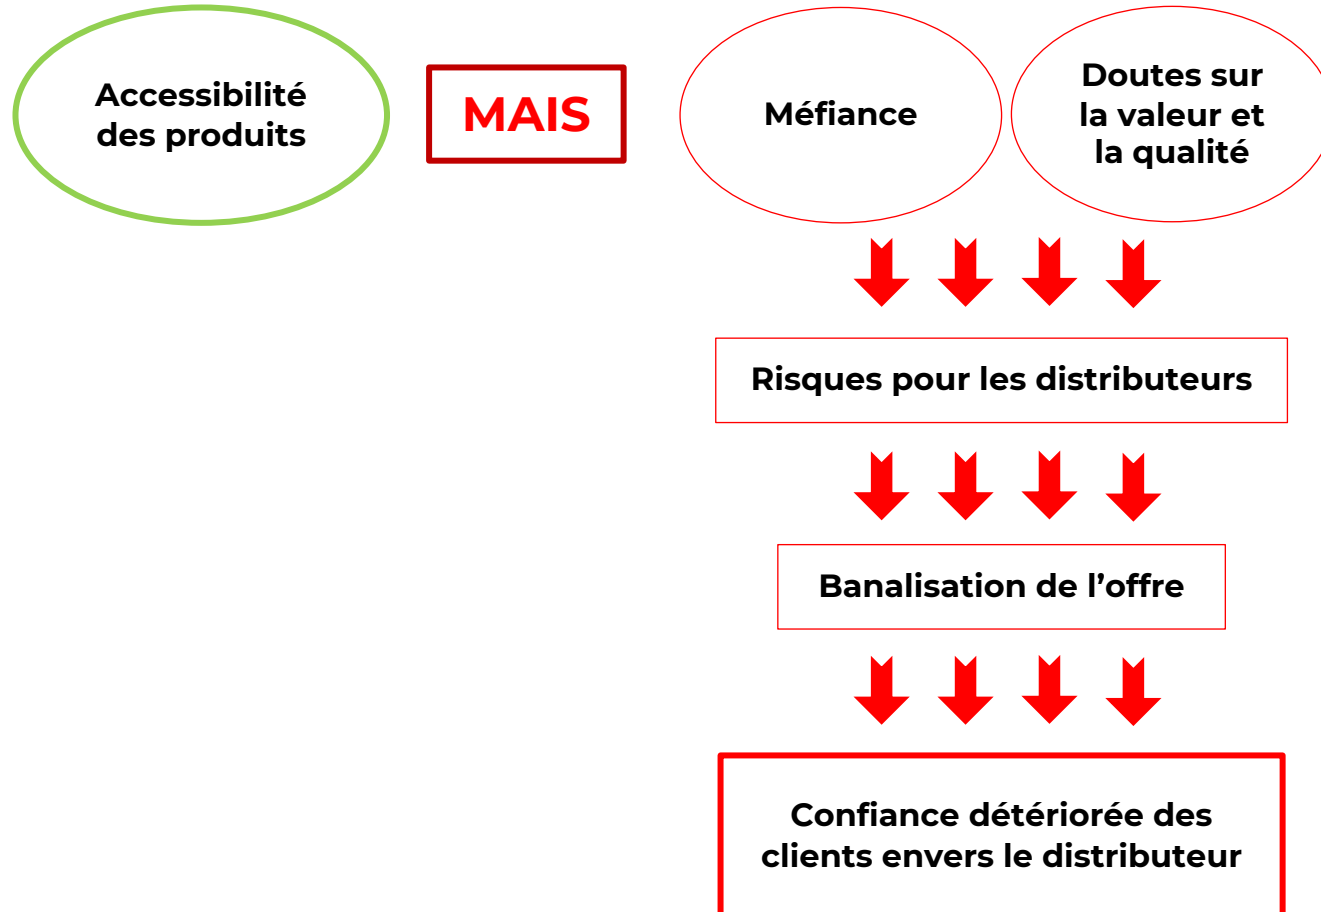 Accessibilité
des produits
MAIS
Méfiance
Doutes sur
la valeur et
la qualité
Risques pour les distributeurs
Banalisation de l’offre
Confiance détériorée des
clients envers le distributeur